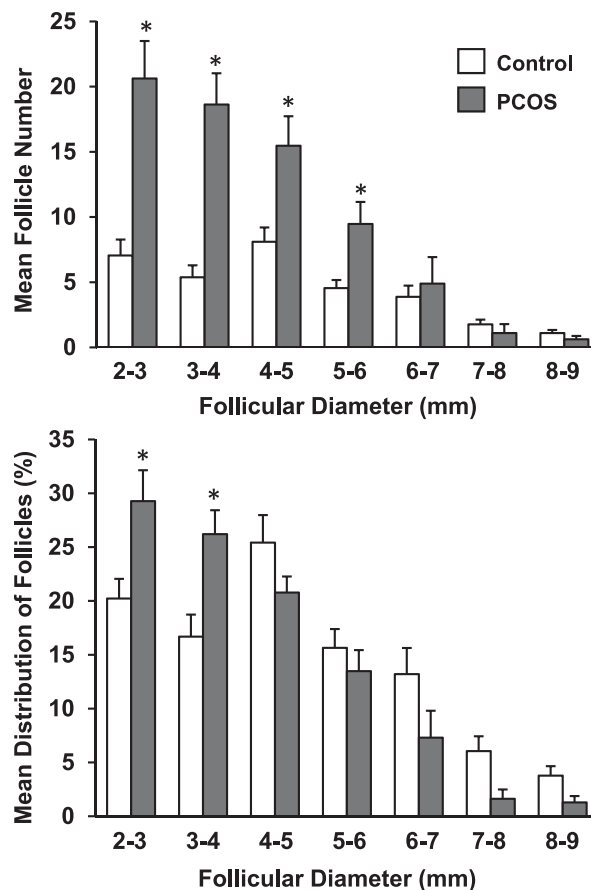 Mean Follicle Number
25
20
15
10
5
0
*
*
*
*
Control
PCOS
2-3 3-4 4-5 5-6 6-7 7-8 8-9
Follicular Diameter (mm)
Mean Distribution of Follicles (%)
35
30
25
20
15
10
5
0
*
*
2-3 3-4 4-5 5-6 6-7 7-8 8-9
Follicular Diameter (mm)